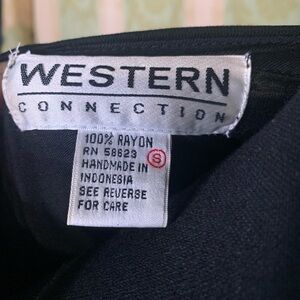 WESTERN
CONNECTION
100% RAYON
RN 58623 S
HANDMADE IN
INDONESIA
SEE REVERSE
FOR CARE